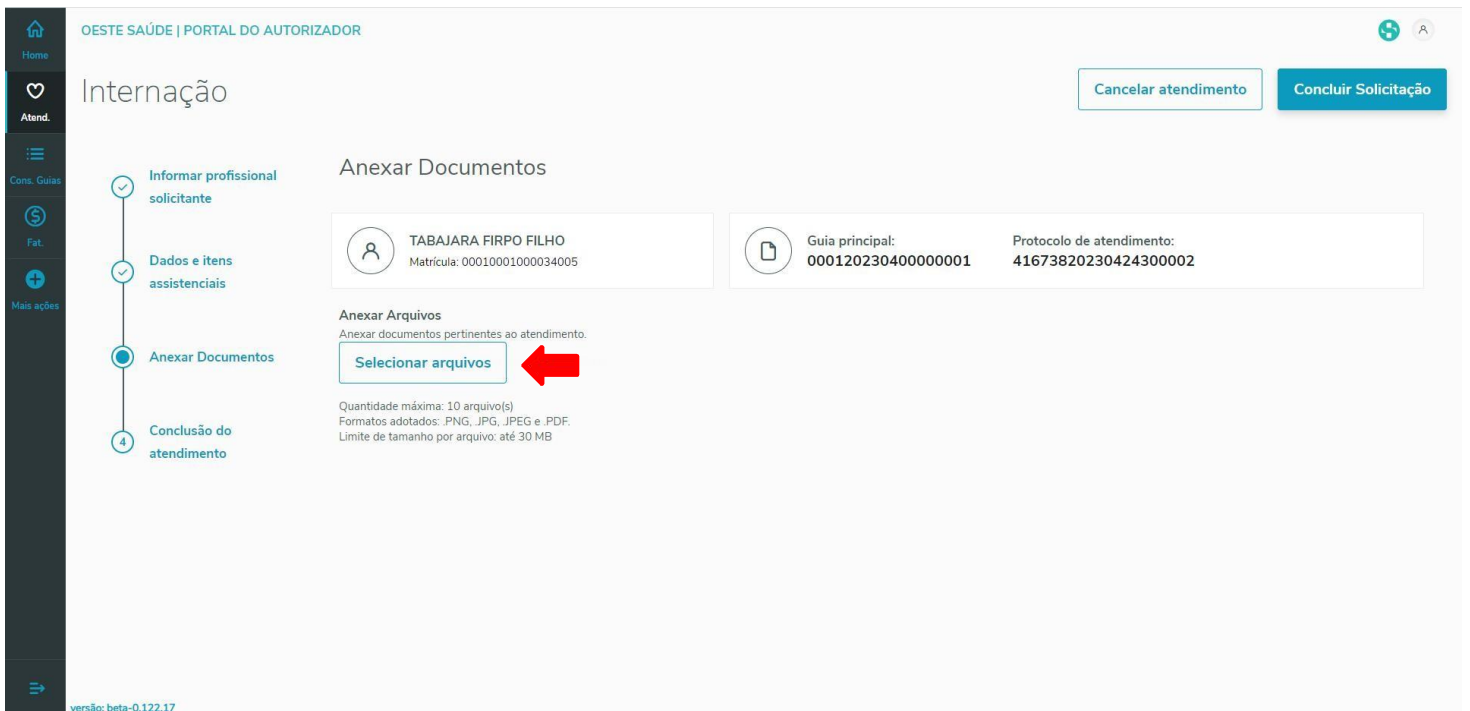 Home
Atend.
Cons. Guias
Fat.
Mais ações
OESTE SAÚDE | PORTAL DO AUTORIZADOR
Internação
Cancelar atendimento
Concluir Solicitação
Informar profissional
solicitante
Dados e itens
assistenciais
Anexar Documentos
4
Conclusão do
atendimento
Anexar Documentos
TABAJARA FIRPO FILHO
Matrícula: 00010001000034005
Guia principal:
000120230400000001
Protocolo de atendimento:
41673820230424300002
Anexar Arquivos
Anexar documentos pertinentes ao atendimento.
Selecionar arquivos
Quantidade máxima: 10 arquivo(s)
Formatos adotados: .PNG, .JPG, .JPEG e .PDF.
Limite de tamanho por arquivo: até 30 MB
versão: beta-0.122.17